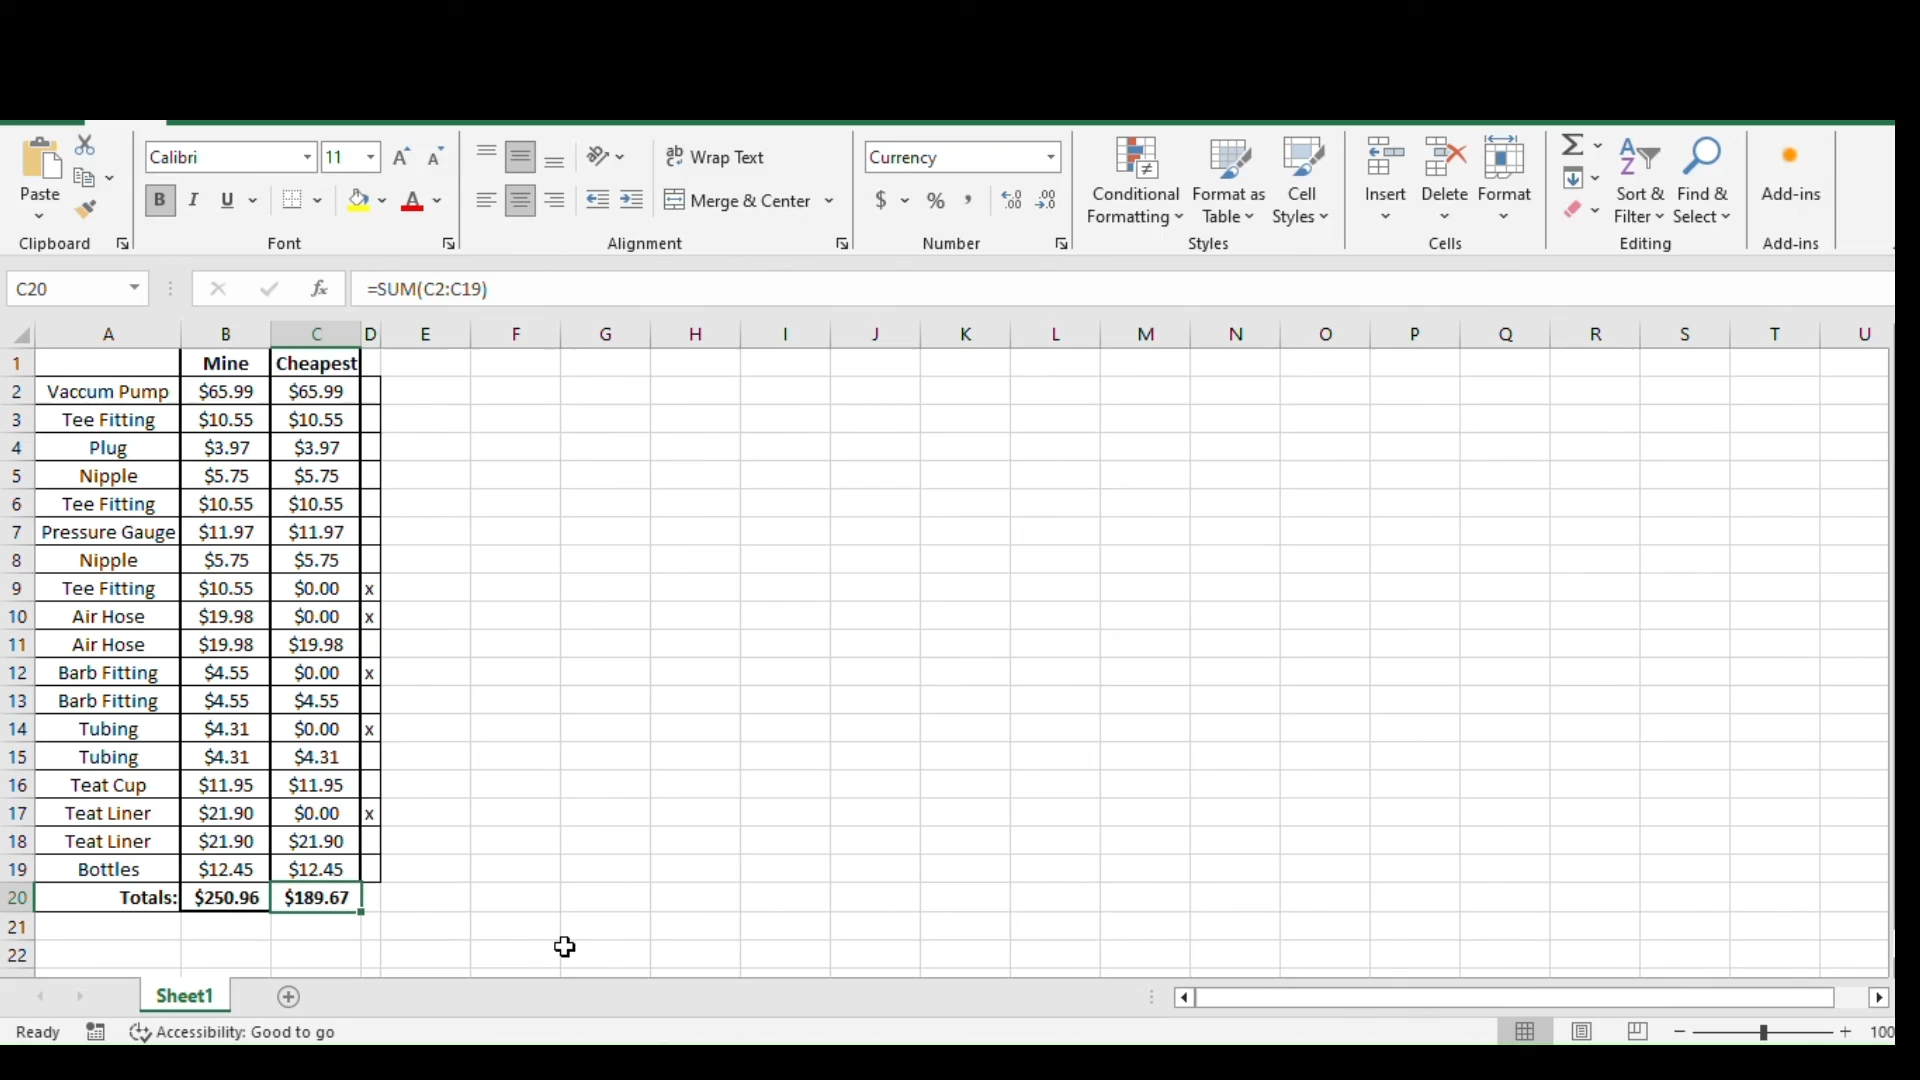 Calibri 11 Wrap Text Currency
Paste B I U Merge & Center $ % , Conditional Formatting Format as Table Cell Styles Insert Delete Format Sort & Filter Find & Select Add-ins
Clipboard Font Alignment Number Styles Cells Editing Add-ins
C20 fx =SUM(C2:C19)
A B C D E F G H I J K L M N O P Q R S T U
1 Mine Cheapest
2 Vaccum Pump $65.99 $65.99
3 Tee Fitting $10.55 $10.55
4 Plug $3.97 $3.97
5 Nipple $5.75 $5.75
6 Tee Fitting $10.55 $10.55
7 Pressure Gauge $11.97 $11.97
8 Nipple $5.75 $5.75
9 Tee Fitting $10.55 $0.00 x
10 Air Hose $19.98 $0.00 x
11 Air Hose $19.98 $19.98
12 Barb Fitting $4.55 $0.00 x
13 Barb Fitting $4.55 $4.55
14 Tubing $4.31 $0.00 x
15 Tubing $4.31 $4.31
16 Teat Cup $11.95 $11.95
17 Teat Liner $21.90 $0.00 x
18 Teat Liner $21.90 $21.90
19 Bottles $12.45 $12.45
20 Totals: $250.96 $189.67
21
22
Sheet1
Ready Accessibility: Good to go 100